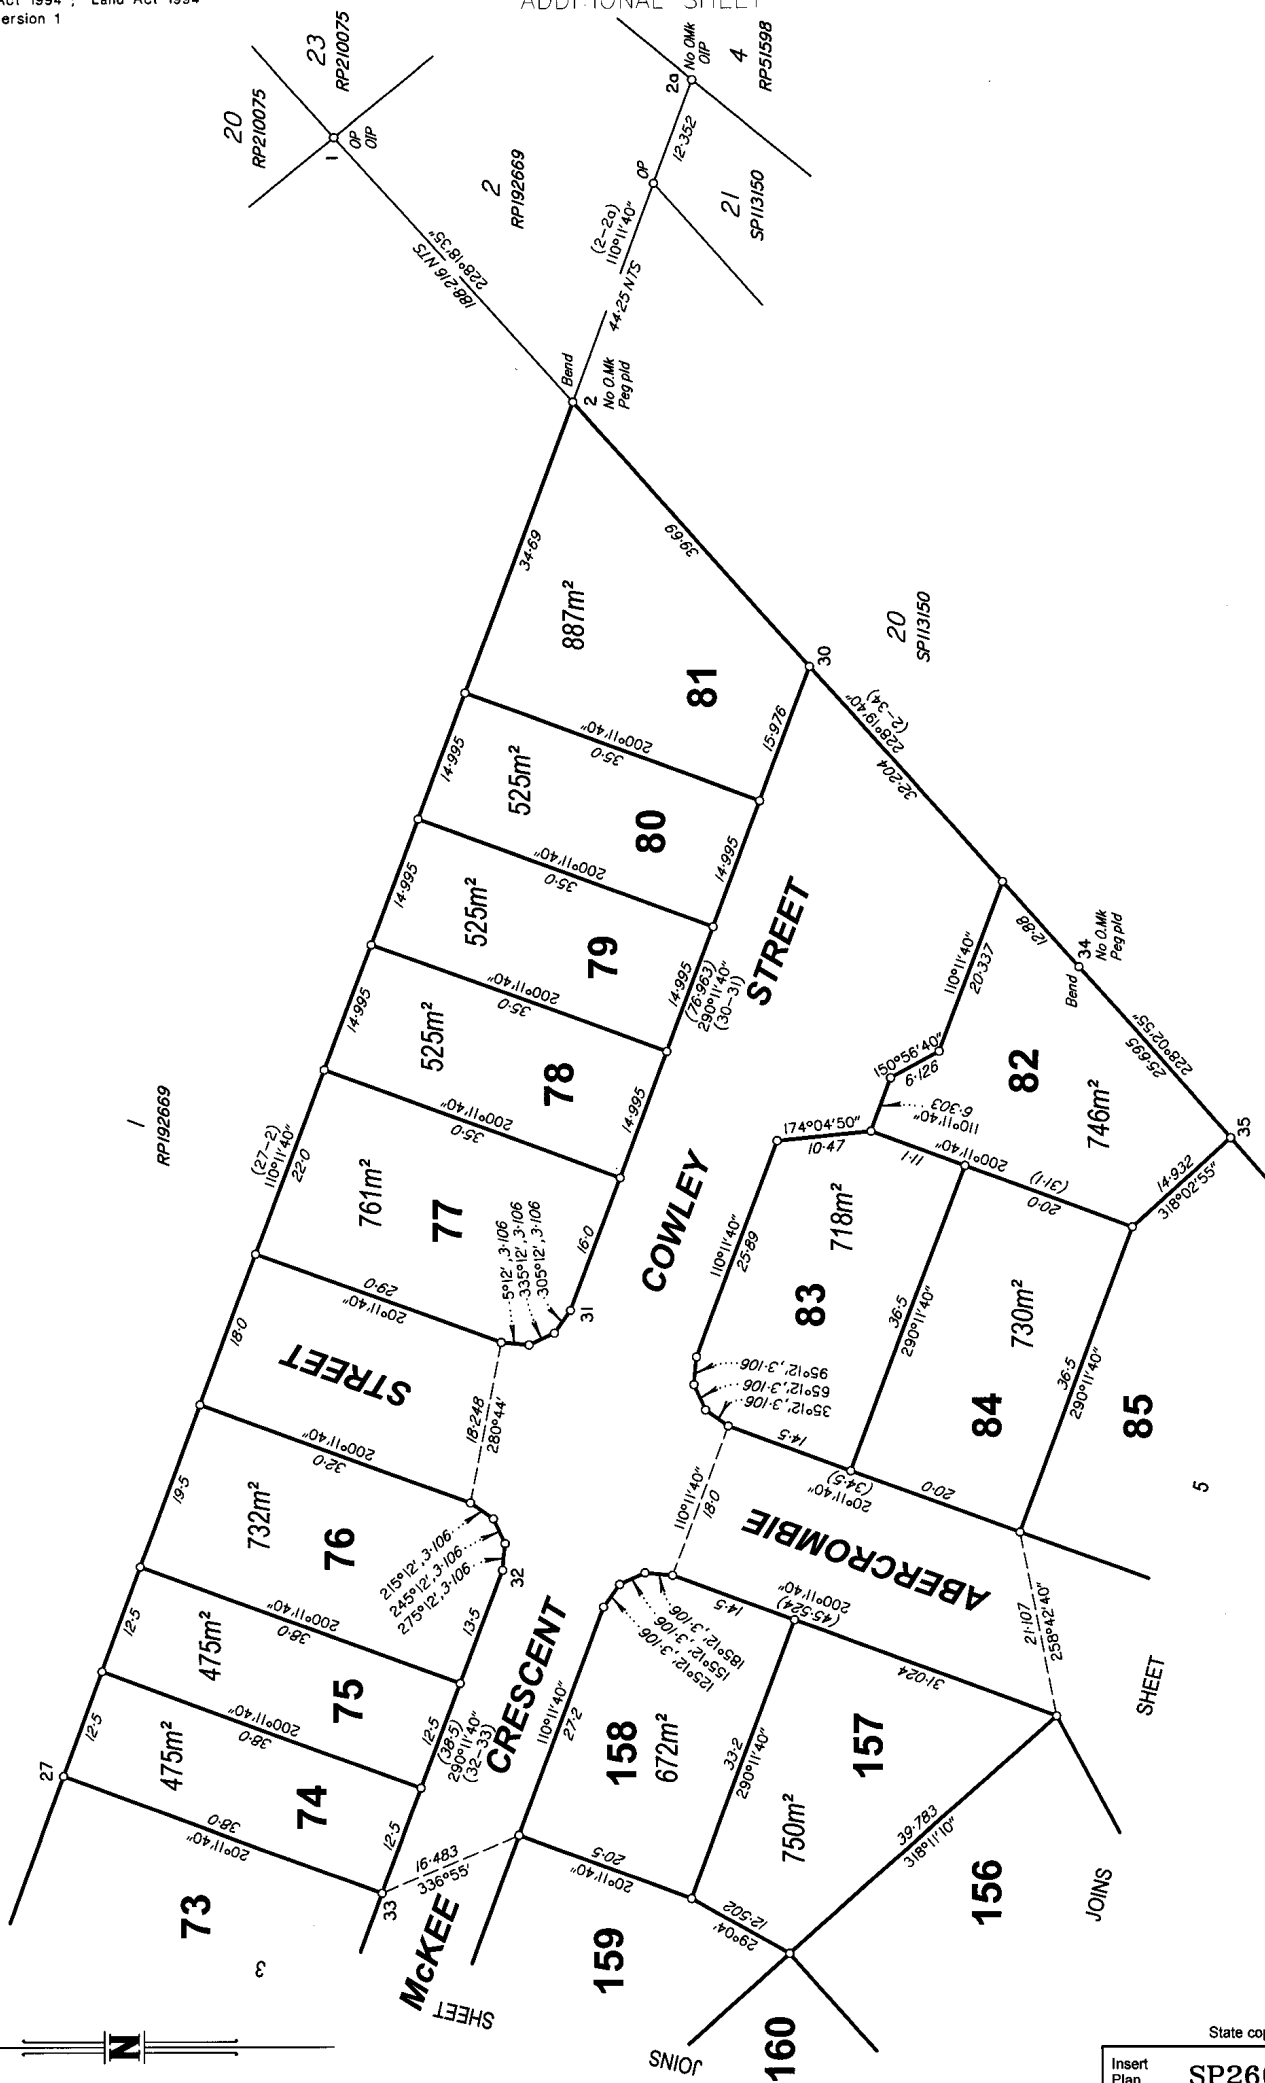 Act 1994 ; Land Act 1994
ersion 1
ADDITIONAL SHEET
23
RP210075
20
RP210075
1
OP
OIP
4
RP51598
No OMk
OIP
2a
12·352
OP
2
RP192669
21
SP113150
(2-2a)
110°11'40"
44·25 NTS
188·216 NTS
228°18'35"
Bend
2
No O.Mk
Peg pld
34·69
39·69
887m²
81
20
SP113150
30
15·976
32·204
228°19'40"
(2-34)
200°11'40"
35·0
14·995
525m²
80
14·995
200°11'40"
35·0
14·995
525m²
79
14·995
(76·963)
290°11'40"
(30-31)
200°11'40"
35·0
14·995
525m²
78
14·995
200°11'40"
35·0
1
RP192669
(27-2)
110°11'40"
22·0
761m²
77
16·0
31
5°12', 3·106
335°12', 3·106
305°12', 3·106
20°11'40"
29·0
18·0
STREET
18·248
280°44'
COWLEY
STREET
110°11'40"
20·337
12·88
Bend
34
No O.Mk
Peg pld
150°56'40"
6·126
110°11'40"
6·303
82
746m²
25·695
228°02'55"
35
14·932
318°02'55"
174°04'50"
10·47
11·1
200°11'40"
(31·1)
20·0
110°11'40"
25·89
718m²
83
95°12', 3·106
65°12', 3·106
35°12', 3·106
36·5
290°11'40"
14·5
730m²
84
20°11'40"
(34·5)
20·0
36·5
290°11'40"
85
5
19·5
732m²
76
200°11'40"
32·0
215°12', 3·106
245°12', 3·106
275°12', 3·106
32
13·5
12·5
475m²
75
200°11'40"
38·0
12·5
(38·5)
290°11'40"
(32-33)
12·5
475m²
74
200°11'40"
38·0
12·5
27
20°11'40"
38·0
33
73
3
SHEET
McKEE
CRESCENT
16·483
336°55'
110°11'40"
18·0
ABERCROMBIE
110°11'40"
27·2
125°12', 3·106
155°12', 3·106
185°12', 3·106
14·5
200°11'40"
(45·524)
31·024
158
672m²
20°11'40"
20·5
33·2
290°11'40"
157
750m²
29°04'
12·502
39·783
318°11'10"
21·107
258°42'40"
SHEET
JOINS
156
159
160
JOINS
N
State cop
Insert
Plan
SP260